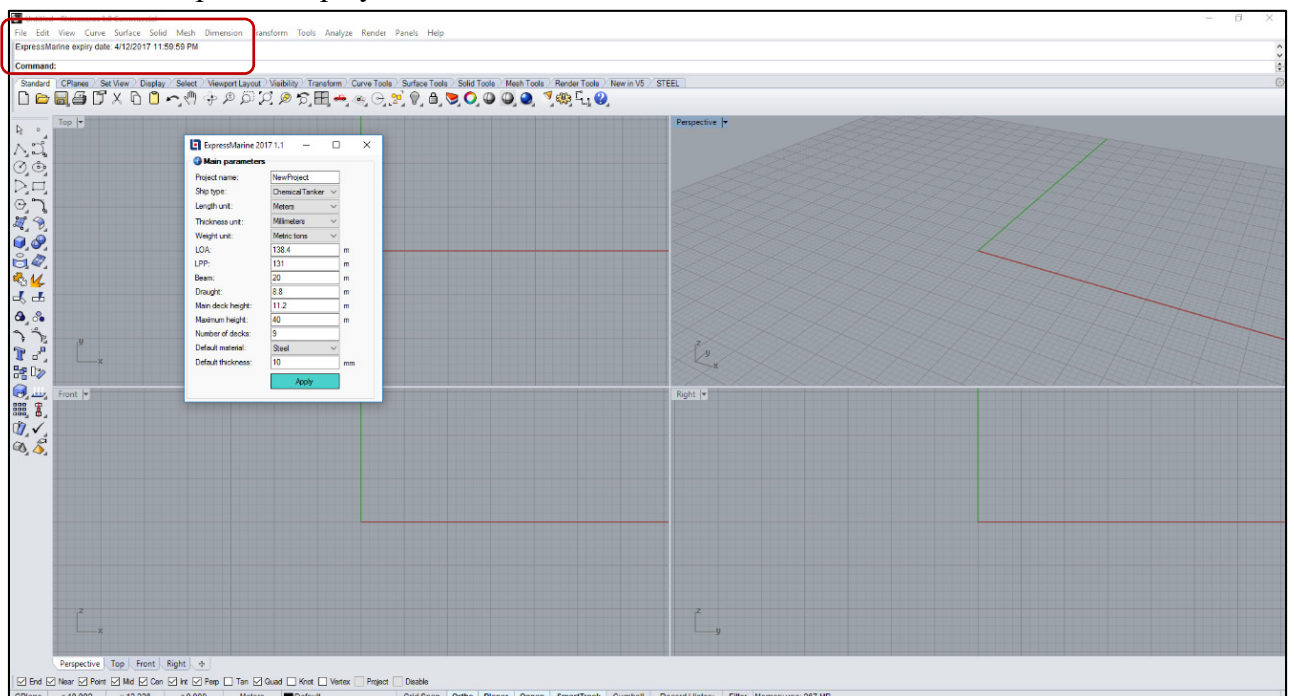 File Edit View Curve Surface Solid Mesh Dimension Transform Tools Analyze Render Panels Help
ExpressMarine expiry date: 4/12/2017 11:59:59 PM
Command:
Standard CPlanes Set View Display Select Viewport Layout Visibility Transform Curve Tools Surface Tools Solid Tools Mesh Tools Render Tools New in V5 STEEL
Top
Perspective
ExpressMarine 2017 1.1
Main parameters
Project name: NewProject
Ship type: ChemicalTanker
Length unit: Meters
Thickness unit: Millimeters
Weight unit: Metric tons
LOA: 138.4 m
LPP: 131 m
Beam: 20 m
Draught: 8.8 m
Main deck height: 11.2 m
Maximum height: 40 m
Number of decks: 9
Default material: Steel
Default thickness: 10 mm
Apply
y
x
z
y
x
Front
Right
z
x
z
y
Perspective Top Front Right
End Near Point Mid Cen Int Perp Tan Quad Knot Vertex Project Disable